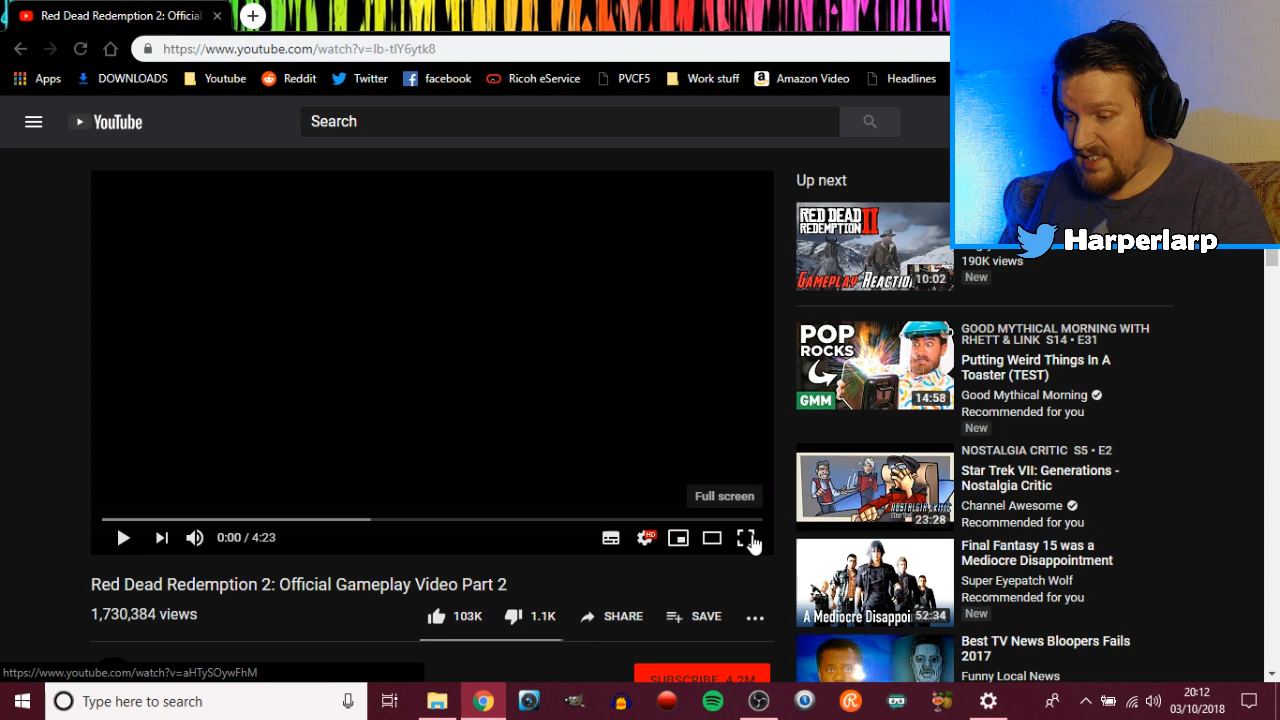 Red Dead Redemption 2: Official
https://www.youtube.com/watch?v=lb-tlY6ytk8
Apps DOWNLOADS Youtube Reddit Twitter facebook Ricoh eService PVCF5 Work stuff Amazon Video Headlines
YouTube
Search
Up next
RED DEAD
REDEMPTION II
GAMEPLAY REACTION
10:02
Harperlarp
190K views
New
POP
ROCKS
GMM
14:58
GOOD MYTHICAL MORNING WITH
RHETT & LINK S14 • E31
Putting Weird Things In A
Toaster (TEST)
Good Mythical Morning
Recommended for you
New
NOSTALGIA CRITIC
23:28
NOSTALGIA CRITIC S5 • E2
Star Trek VII: Generations -
Nostalgia Critic
Channel Awesome
Recommended for you
A Mediocre Disappoi
52:34
Final Fantasy 15 was a
Mediocre Disappointment
Super Eyepatch Wolf
Recommended for you
New
Best TV News Bloopers Fails
2017
Funny Local News
Full screen
0:00 / 4:23
HD
Red Dead Redemption 2: Official Gameplay Video Part 2
1,730,384 views
103K 1.1K SHARE SAVE
SUBSCRIBE 4.2M
https://www.youtube.com/watch?v=aHTySOywFhM
Type here to search
20:12
03/10/2018